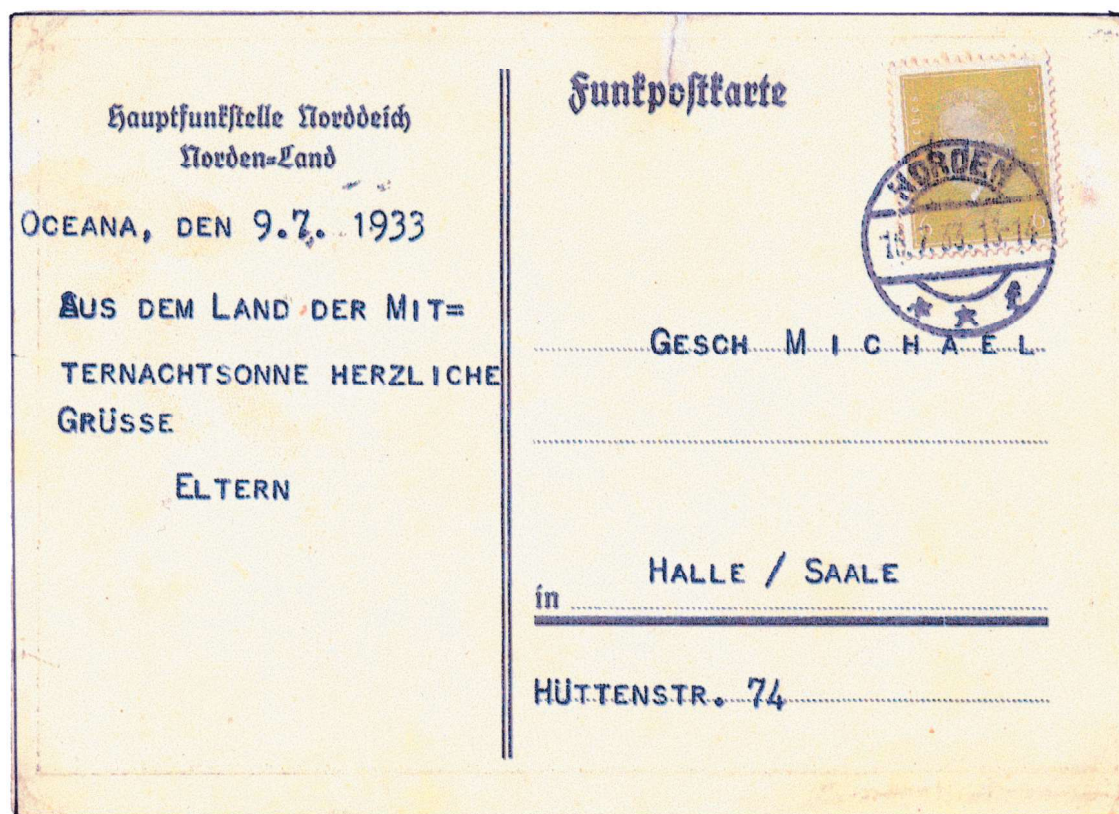 Hauptfunkstelle Norddeich
Norden=Land
OCEANA, DEN 9.7. 1933
AUS DEM LAND DER MIT=
TERNACHTSONNE HERZLICHE
GRÜSSE
ELTERN
Funkpostkarte
NORDEN
GESCH M I C H A E L
HALLE / SAALE
in
HÜTTENSTR. 74